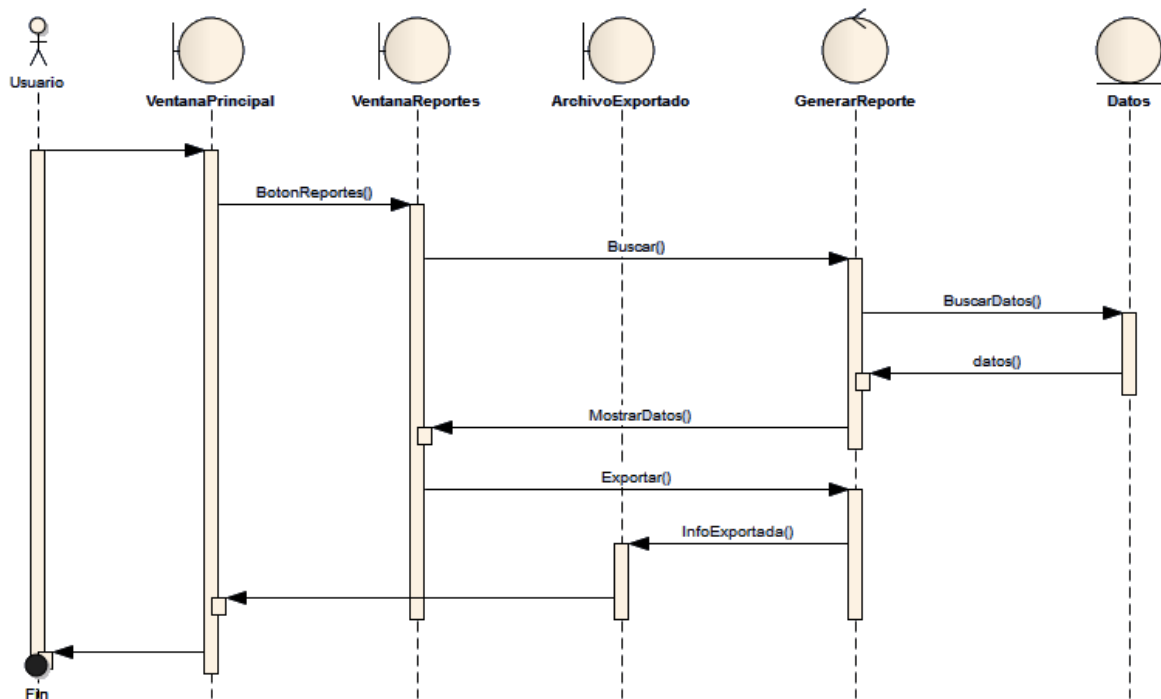 Usuario
VentanaPrincipal
VentanaReportes
ArchivoExportado
GenerarReporte
Datos
BotonReportes()
Buscar()
BuscarDatos()
datos()
MostrarDatos()
Exportar()
InfoExportada()
Fin